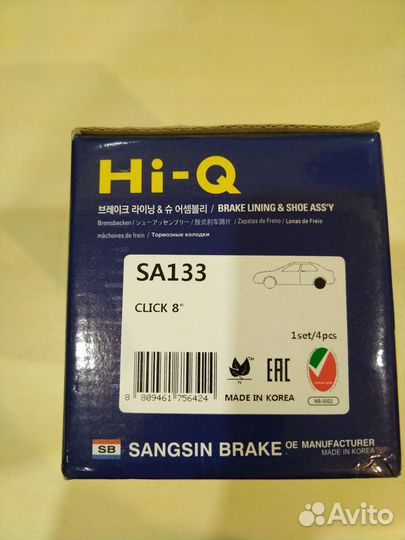 Hi-Q
브레이크 라이닝 & 슈 어셈블리 / BRAKE LINING & SHOE ASS'Y
Bremsbacken / シューアッセンブリー / 鼓式刹车蹄片 / Zapatas de Freno / Lonas de Freio
mâchoires de frein / Тормозные колодки
SA133
CLICK 8"
1set/4pcs
8 809461 756424
N
TM
EAC
MADE IN KOREA
NB-0002
SB SANGSIN BRAKE OE MANUFACTURER
MADE IN KOREA
Avito